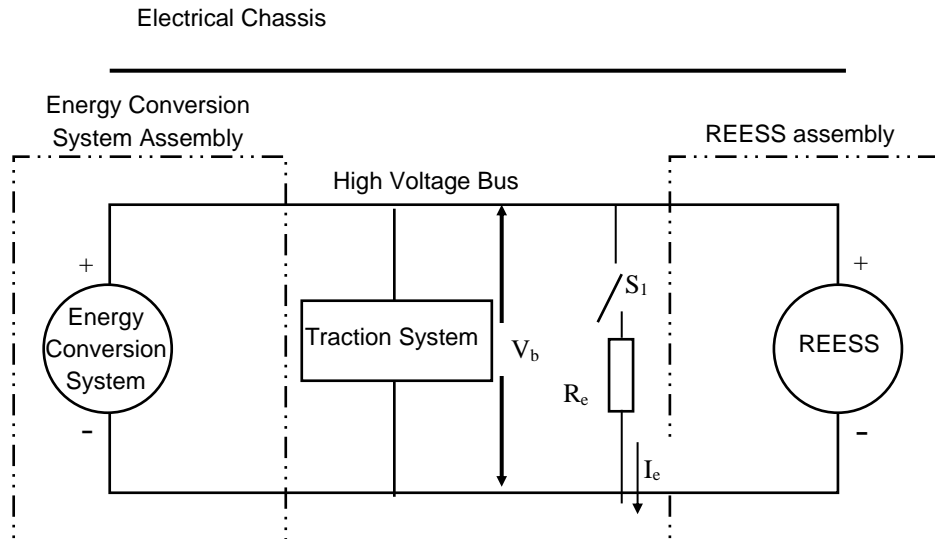 Electrical Chassis
Energy Conversion
System Assembly
REESS assembly
High Voltage Bus
+
+
S1
Energy
Conversion
System
Traction System
Vb
REESS
Re
-
-
Ie